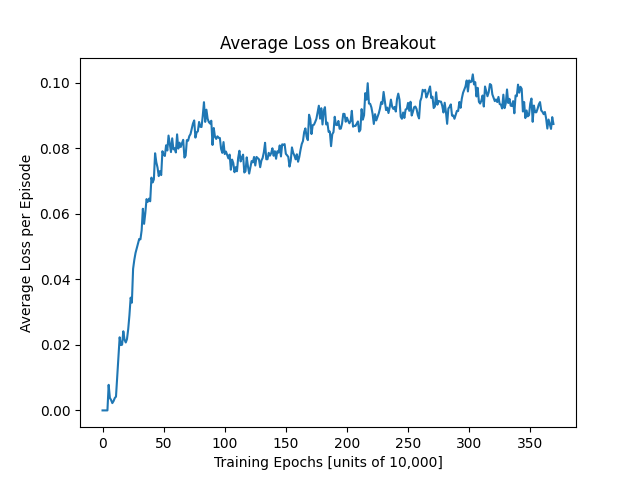 Average Loss on Breakout
Average Loss per Episode
0.10
0.08
0.06
0.04
0.02
0.00
0 50 100 150 200 250 300 350
Training Epochs [units of 10,000]